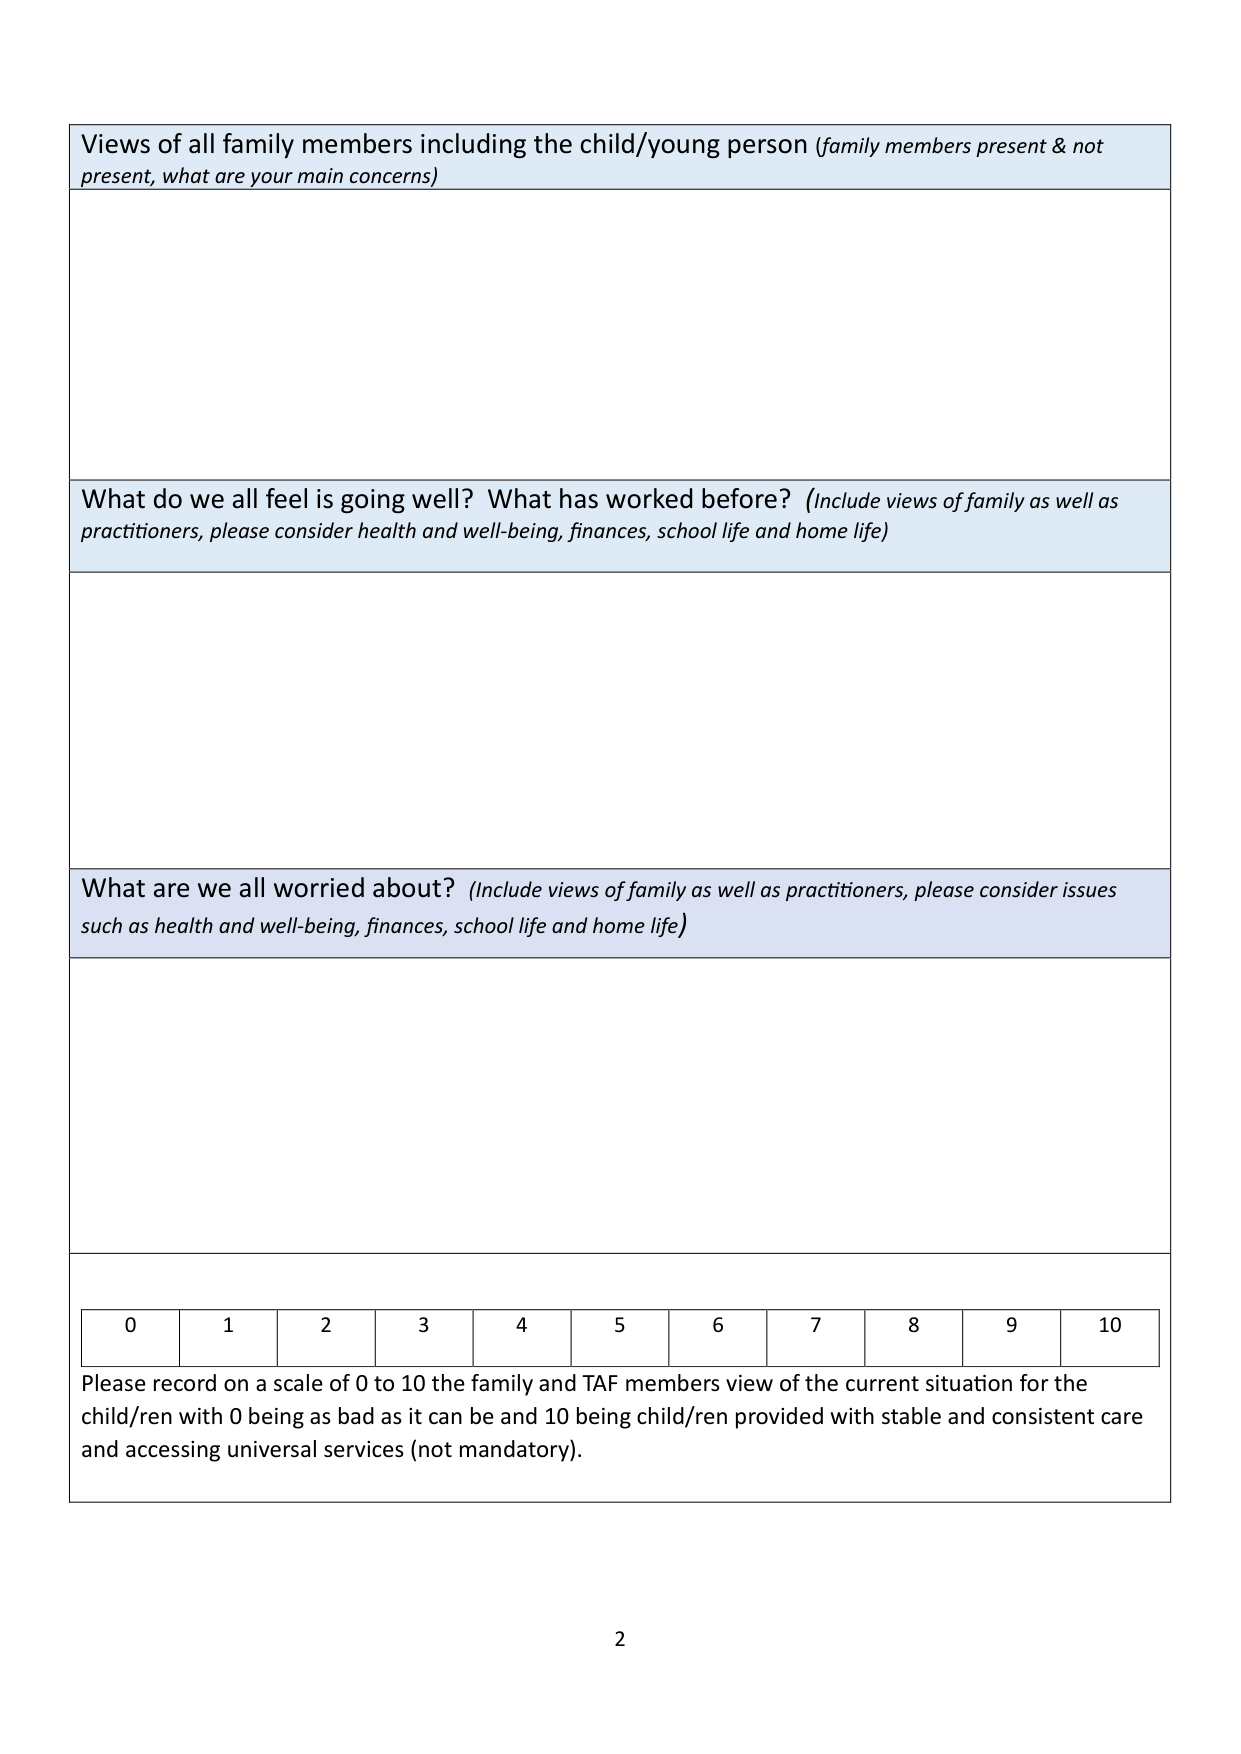 Views of all family members including the child/young person (family members present & not
present, what are your main concerns)
What do we all feel is going well?  What has worked before?  (Include views of family as well as
practitioners, please consider health and well-being, finances, school life and home life)
What are we all worried about?  (Include views of family as well as practitioners, please consider issues
such as health and well-being, finances, school life and home life)
0 1 2 3 4 5 6 7 8 9 10
Please record on a scale of 0 to 10 the family and TAF members view of the current situation for the
child/ren with 0 being as bad as it can be and 10 being child/ren provided with stable and consistent care
and accessing universal services (not mandatory).
2